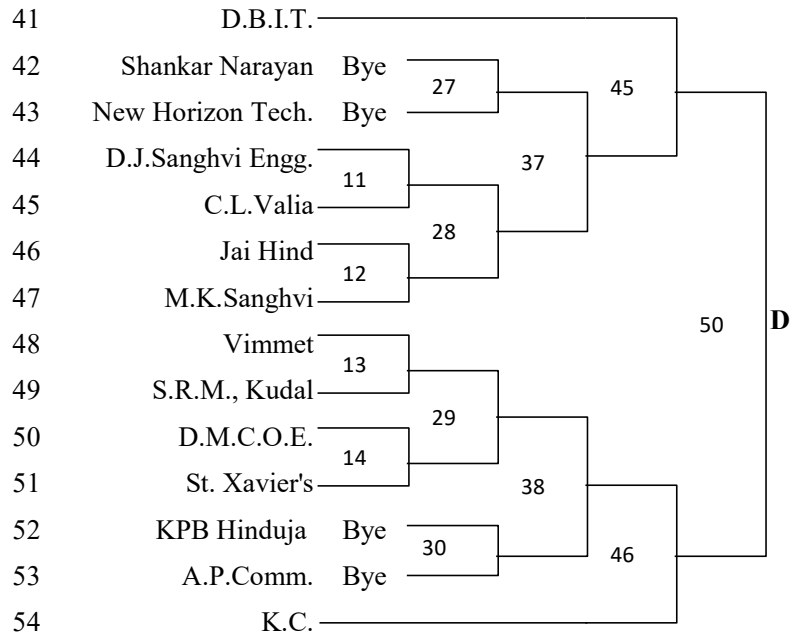 41 D.B.I.T.
42 Shankar Narayan Bye
27
45
43 New Horizon Tech. Bye
44 D.J.Sanghvi Engg.
11
37
45 C.L.Valia
28
46 Jai Hind
12
47 M.K.Sanghvi
50 D
48 Vimmet
13
49 S.R.M., Kudal
29
50 D.M.C.O.E.
14
51 St. Xavier's
38
52 KPB Hinduja Bye
30
46
53 A.P.Comm. Bye
54 K.C.